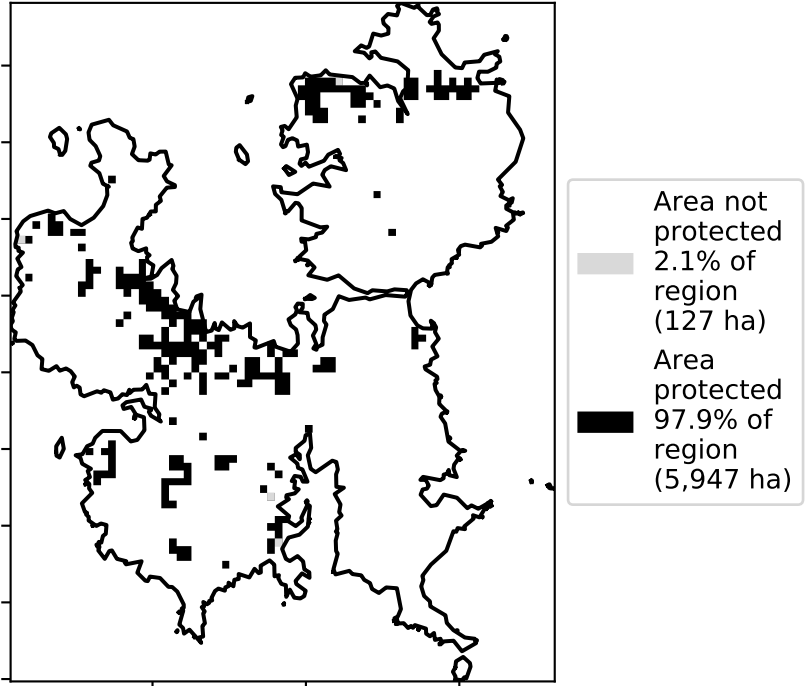 Area not
protected
2.1% of
region
(127 ha)
Area
protected
97.9% of
region
(5,947 ha)